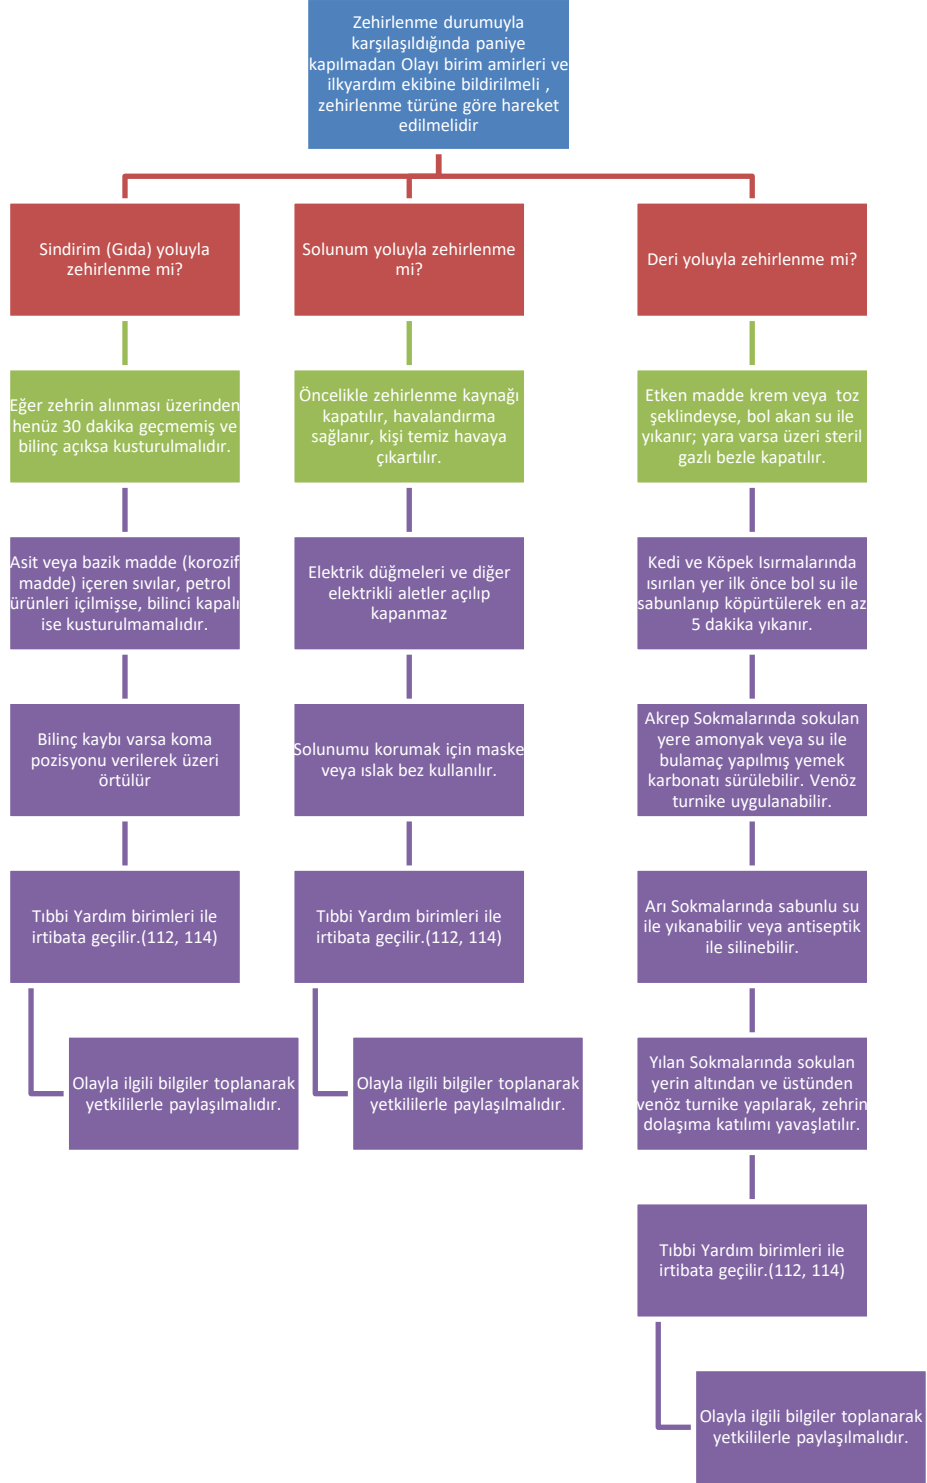 Zehirlenme durumuyla
karşılaşıldığında paniye
kapılmadan Olayı birim amirleri ve
ilkyardım ekibine bildirilmeli ,
zehirlenme türüne göre hareket
edilmelidir
Sindirim (Gıda) yoluyla
zehirlenme mi?
Eğer zehrin alınması üzerinden
henüz 30 dakika geçmemiş ve
bilinç açıksa kusturulmalıdır.
Asit veya bazik madde (korozif
madde) içeren sıvılar, petrol
ürünleri içilmişse, bilinci kapalı
ise kusturulmamalıdır.
Bilinç kaybı varsa koma
pozisyonu verilerek üzeri
örtülür
Tıbbi Yardım birimleri ile
irtibata geçilir.(112, 114)
Olayla ilgili bilgiler toplanarak
yetkililerle paylaşılmalıdır.
Solunum yoluyla zehirlenme
mi?
Öncelikle zehirlenme kaynağı
kapatılır, havalandırma
sağlanır, kişi temiz havaya
çıkartılır.
Elektrik düğmeleri ve diğer
elektrikli aletler açılıp
kapanmaz
Solunumu korumak için maske
veya ıslak bez kullanılır.
Tıbbi Yardım birimleri ile
irtibata geçilir.(112, 114)
Olayla ilgili bilgiler toplanarak
yetkililerle paylaşılmalıdır.
Deri yoluyla zehirlenme mi?
Etken madde krem veya  toz
şeklindeyse, bol akan su ile
yıkanır; yara varsa üzeri steril
gazlı bezle kapatılır.
Kedi ve Köpek Isırmalarında
ısırılan yer ilk önce bol su ile
sabunlanıp köpürtülerek en az
5 dakika yıkanır.
Akrep Sokmalarında sokulan
yere amonyak veya su ile
bulamaç yapılmış yemek
karbonatı sürülebilir. Venöz
turnike uygulanabilir.
Arı Sokmalarında sabunlu su
ile yıkanabilir veya antiseptik
ile silinebilir.
Yılan Sokmalarında sokulan
yerin altından ve üstünden
venöz turnike yapılarak, zehrin
dolaşıma katılımı yavaşlatılır.
Tıbbi Yardım birimleri ile
irtibata geçilir.(112, 114)
Olayla ilgili bilgiler toplanarak
yetkililerle paylaşılmalıdır.